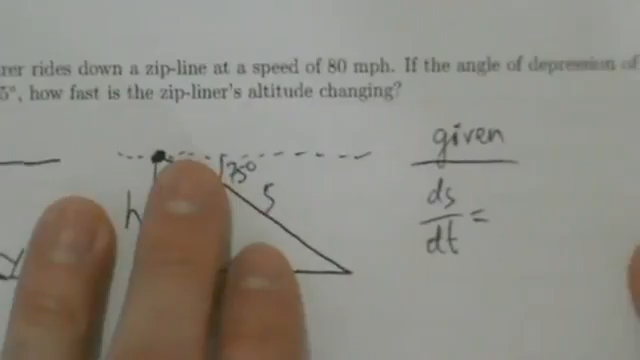 rer rides down a zip-line at a speed of 80 mph. If the angle of depression of
5°, how fast is the zip-liner's altitude changing?
given
h
S
ds
dt
=